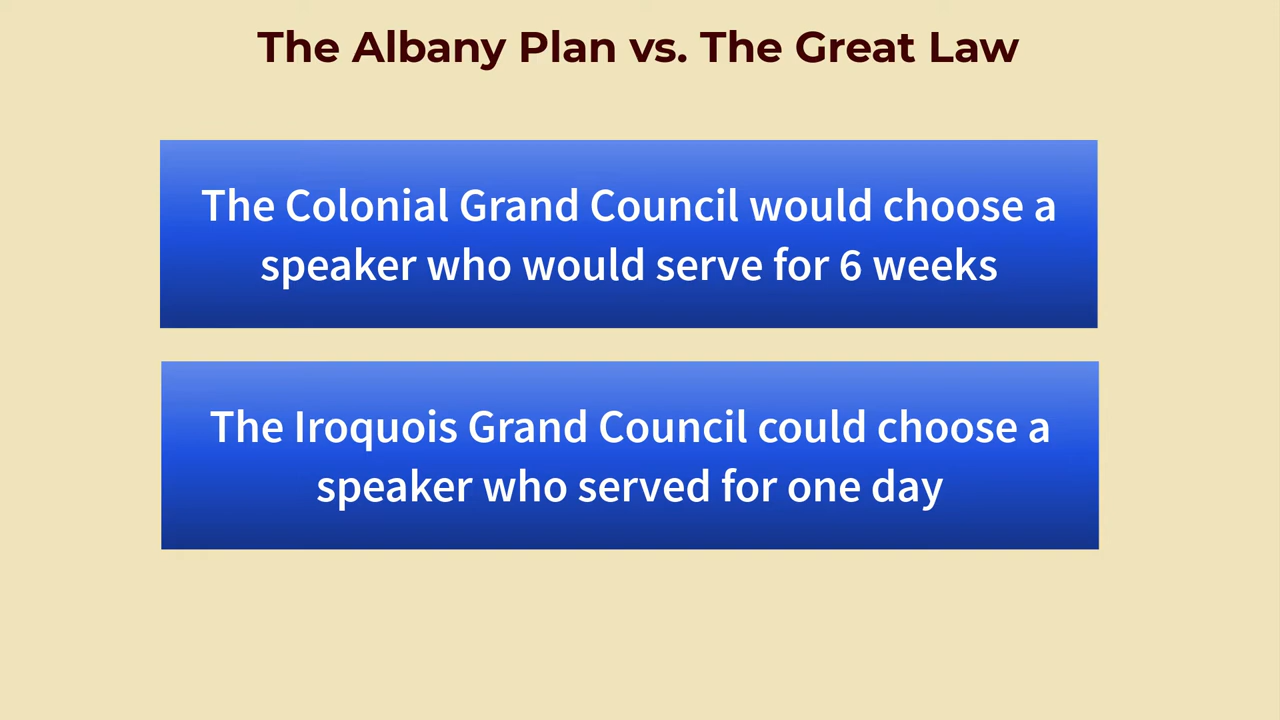 The Albany Plan vs. The Great Law
The Colonial Grand Council would choose a
speaker who would serve for 6 weeks
The Iroquois Grand Council could choose a
speaker who served for one day